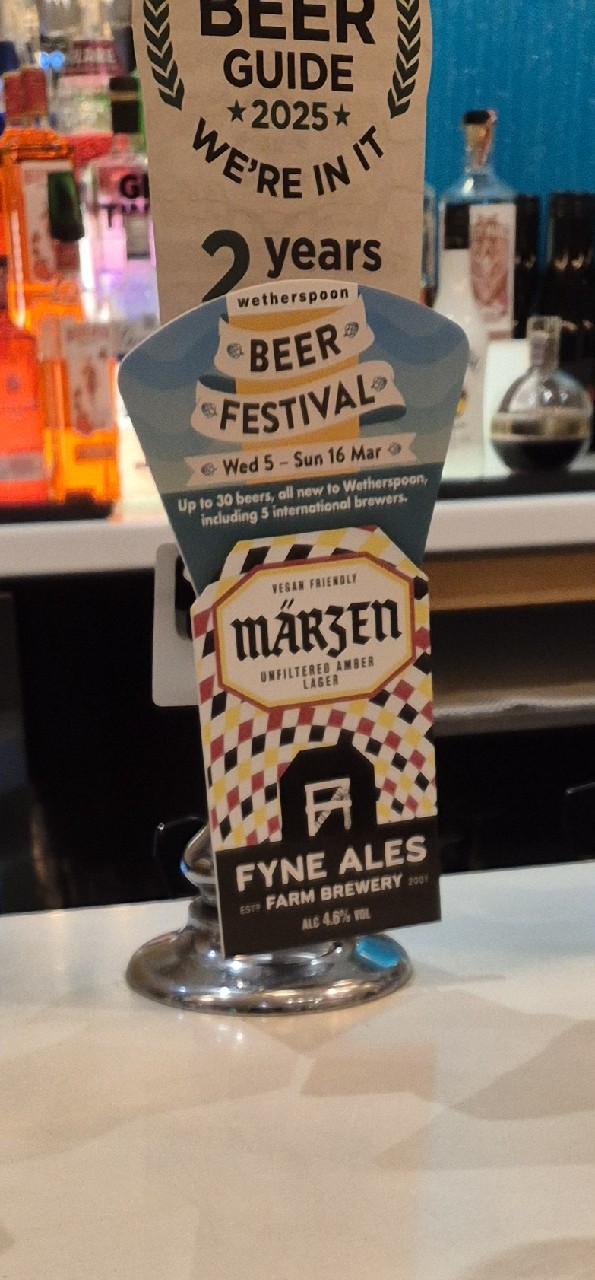 BEER
GUIDE
2025
WE'RE IN IT
2 years
wetherspoon
BEER
FESTIVAL
Wed 5 – Sun 16 Mar
Up to 30 beers, all new to Wetherspoon,
including 5 international brewers.
VEGAN FRIENDLY
MÄRZEN
UNFILTERED AMBER
LAGER
FYNE ALES
ESTD FARM BREWERY 2001
ALC 4.6% VOL